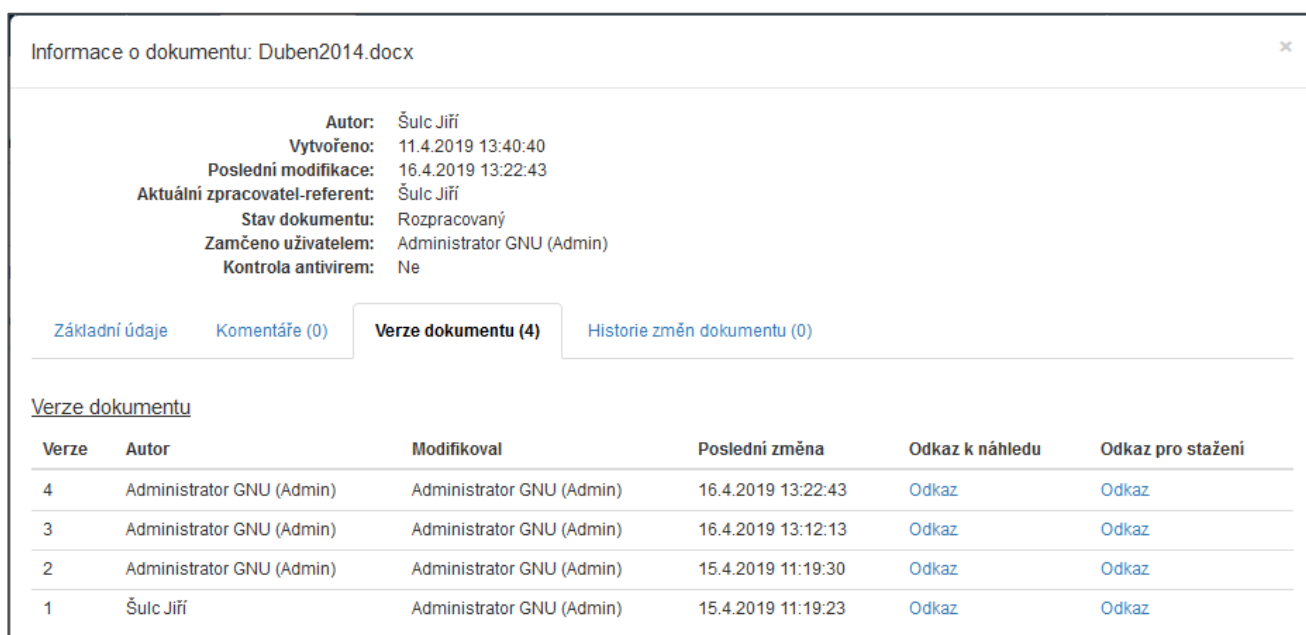 Informace o dokumentu: Duben2014.docx ×
Autor: Šulc Jiří
Vytvořeno: 11.4.2019 13:40:40
Poslední modifikace: 16.4.2019 13:22:43
Aktuální zpracovatel-referent: Šulc Jiří
Stav dokumentu: Rozpracovaný
Zamčeno uživatelem: Administrator GNU (Admin)
Kontrola antivirem: Ne
Základní údaje Komentáře (0) Verze dokumentu (4) Historie změn dokumentu (0)
Verze dokumentu
Verze Autor Modifikoval Poslední změna Odkaz k náhledu Odkaz pro stažení
4 Administrator GNU (Admin) Administrator GNU (Admin) 16.4.2019 13:22:43 Odkaz Odkaz
3 Administrator GNU (Admin) Administrator GNU (Admin) 16.4.2019 13:12:13 Odkaz Odkaz
2 Administrator GNU (Admin) Administrator GNU (Admin) 15.4.2019 11:19:30 Odkaz Odkaz
1 Šulc Jiří Administrator GNU (Admin) 15.4.2019 11:19:23 Odkaz Odkaz